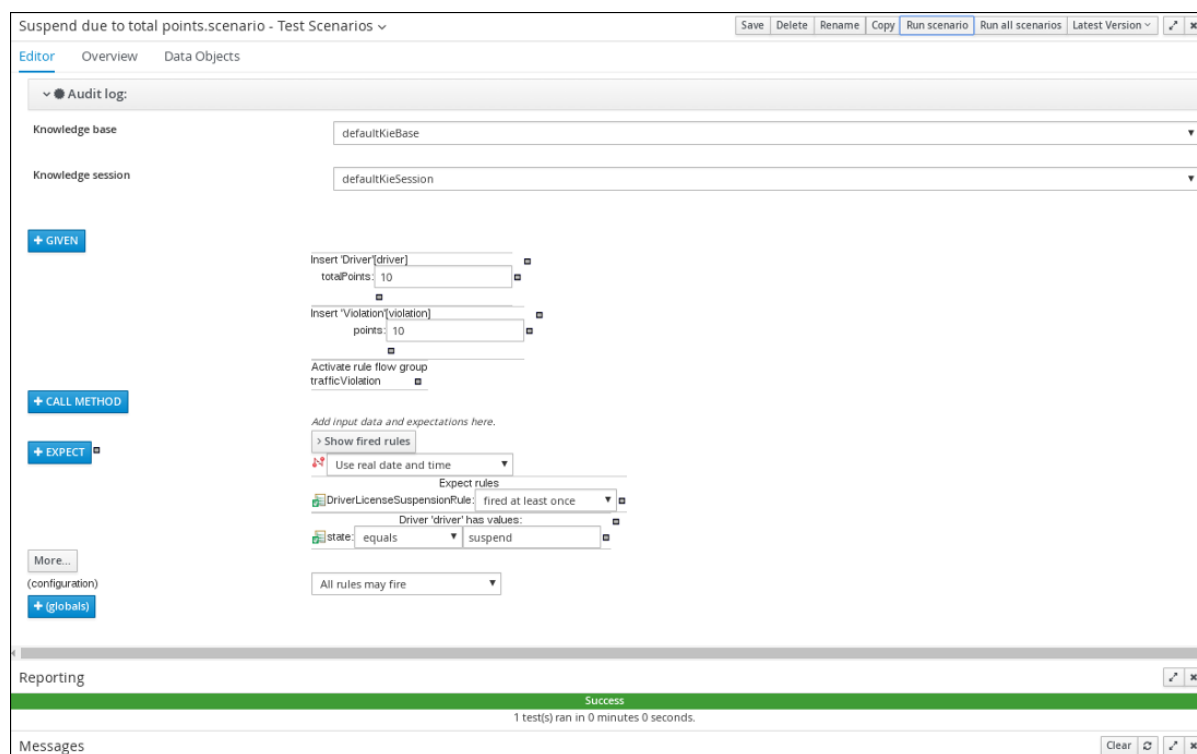 Suspend due to total points.scenario - Test Scenarios
Save Delete Rename Copy Run scenario Run all scenarios Latest Version
Editor Overview Data Objects
Audit log:
Knowledge base defaultKieBase
Knowledge session defaultKieSession
+ GIVEN
Insert 'Driver'[driver]
totalPoints: 10
Insert 'Violation'[violation]
points: 10
Activate rule flow group
trafficViolation
+ CALL METHOD
Add input data and expectations here.
+ EXPECT
> Show fired rules
Use real date and time
Expect rules
DriverLicenseSuspensionRule: fired at least once
Driver 'driver' has values:
state: equals suspend
More...
(configuration) All rules may fire
+ (globals)
Reporting
Success
1 test(s) ran in 0 minutes 0 seconds.
Messages Clear